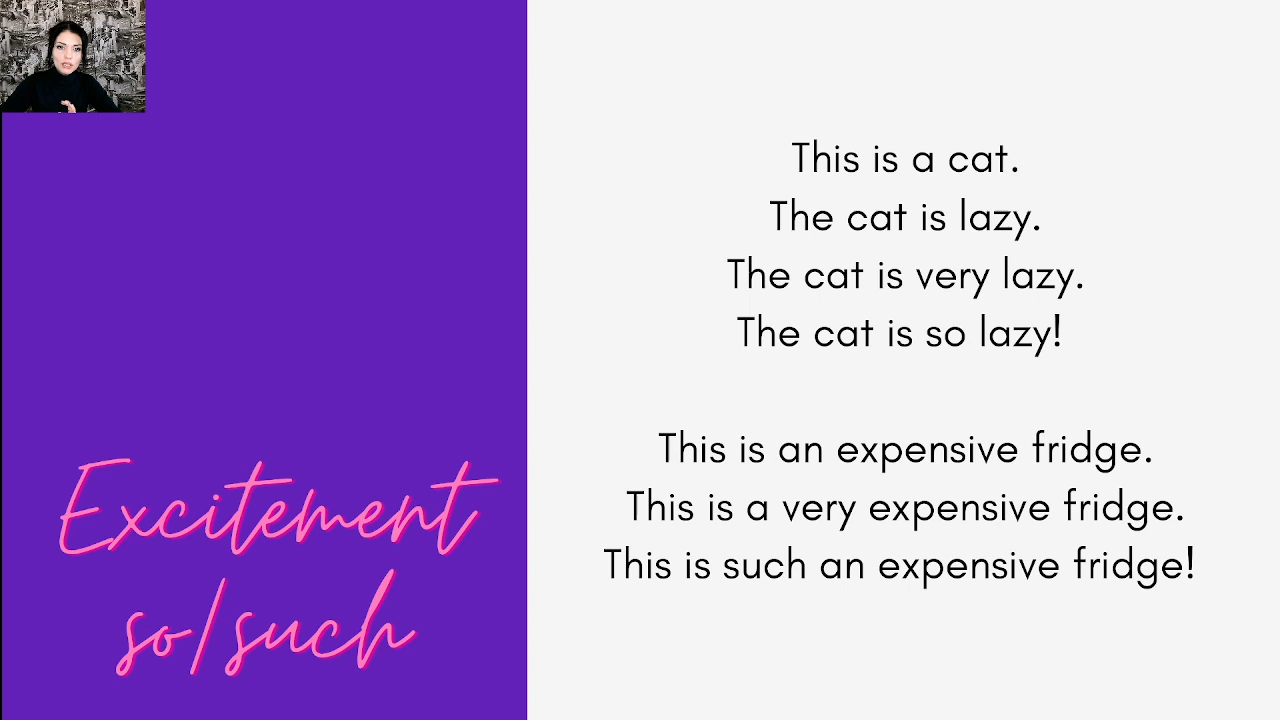 Excitement
so/such
This is a cat.
The cat is lazy.
The cat is very lazy.
The cat is so lazy!
This is an expensive fridge.
This is a very expensive fridge.
This is such an expensive fridge!